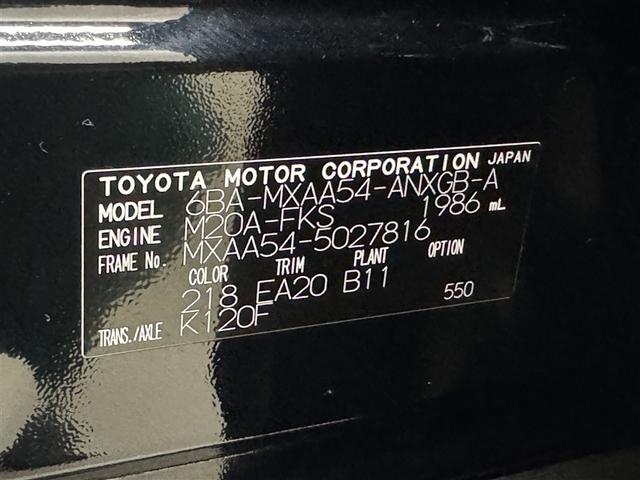 TOYOTA MOTOR CORPORATION JAPAN
MODEL 6BA-MXAA54-ANXGB-A
ENGINE M20A-FKS 1986 mL
FRAME No. MXAA54-5027816
COLOR TRIM PLANT OPTION
218 EA20 B11 550
TRANS./AXLE K120F